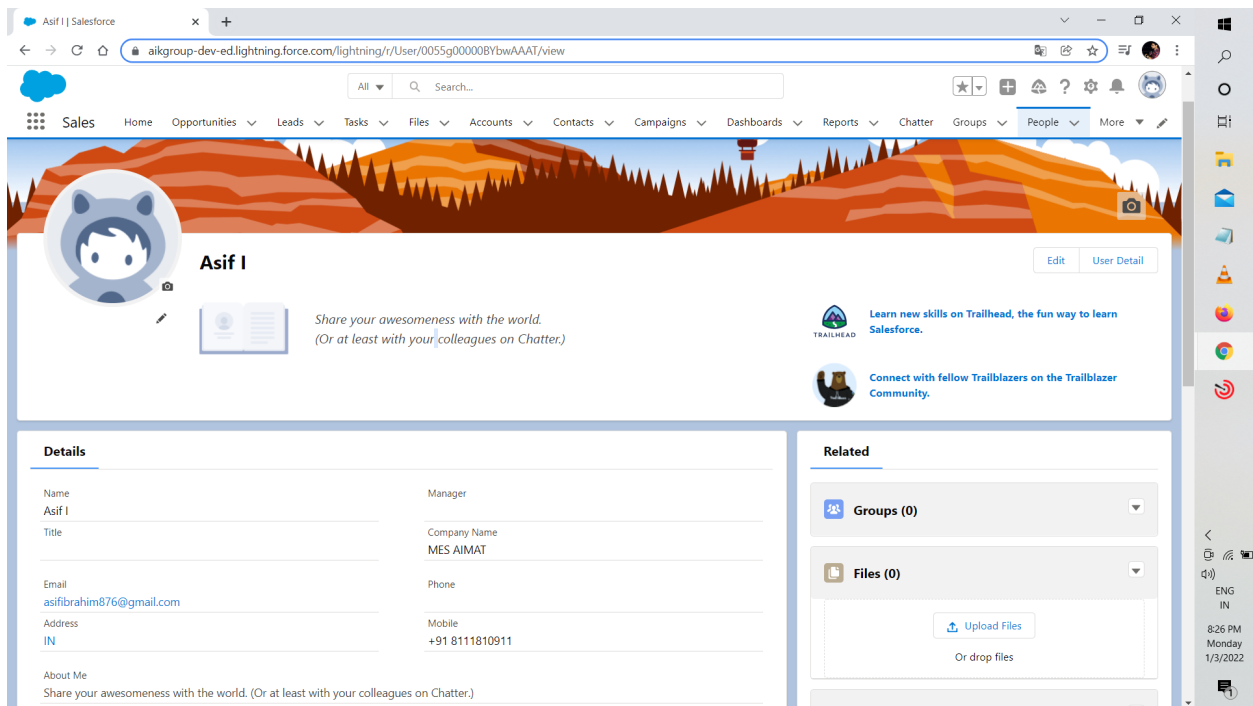 Asif I | Salesforce
aikgroup-dev-ed.lightning.force.com/lightning/r/User/0055g00000BYbwAAAT/view
All Search...
Sales Home Opportunities Leads Tasks Files Accounts Contacts Campaigns Dashboards Reports Chatter Groups People More
Asif I
Edit User Detail
Share your awesomeness with the world.
(Or at least with your colleagues on Chatter.)
TRAILHEAD
Learn new skills on Trailhead, the fun way to learn
Salesforce.
Connect with fellow Trailblazers on the Trailblazer
Community.
Details
Name
Asif I
Manager
Title
Company Name
MES AIMAT
Email
asifibrahim876@gmail.com
Phone
Address
IN
Mobile
+91 8111810911
About Me
Share your awesomeness with the world. (Or at least with your colleagues on Chatter.)
Related
Groups (0)
Files (0)
Upload Files
Or drop files
ENG
IN
8:26 PM
Monday
1/3/2022
1